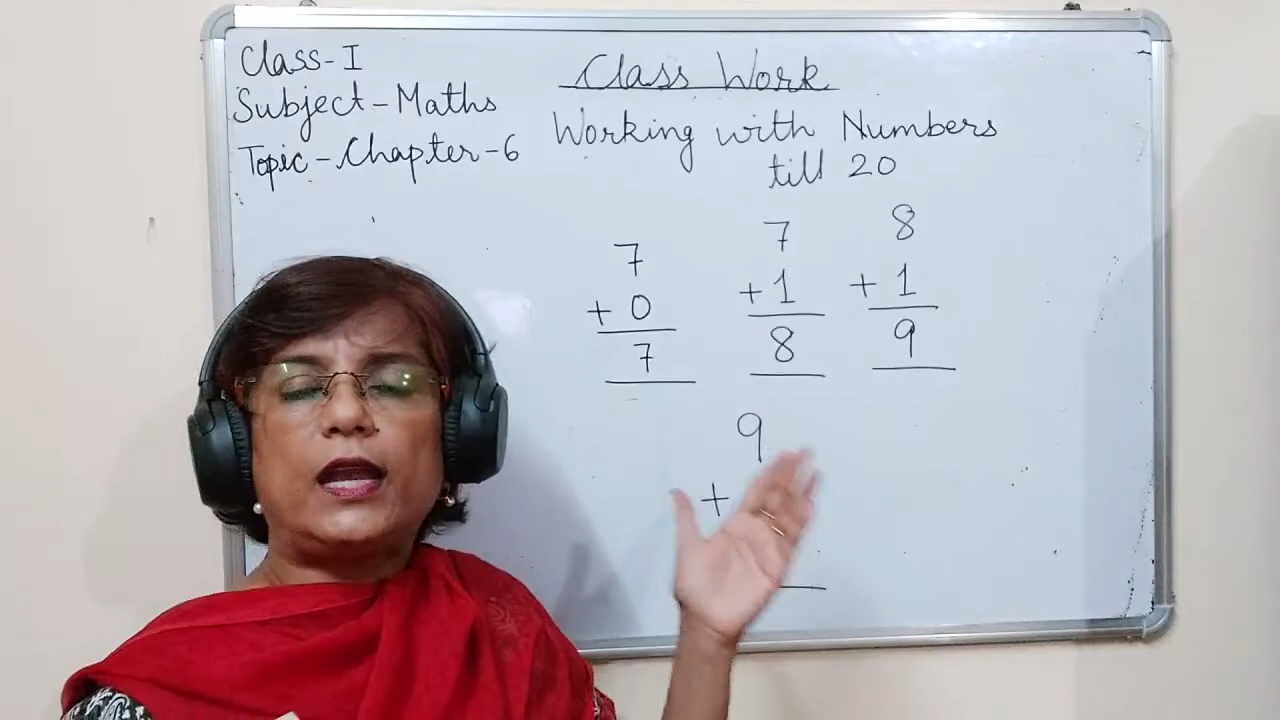 Class-I
Subject-Maths
Topic-Chapter-6
Class Work
Working with Numbers
till 20
7
+ 0
7
7
+ 1
8
8
+ 1
9
9
+